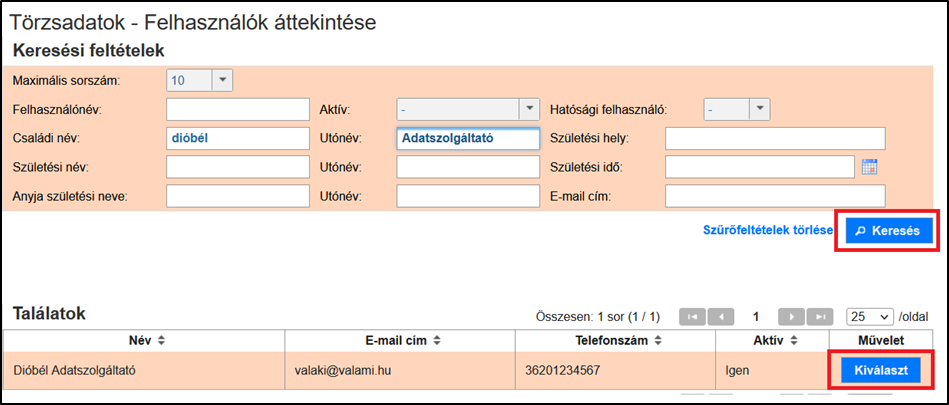 Törzsadatok - Felhasználók áttekintése
Keresési feltételek
Maximális sorszám: 10
Felhasználónév: Aktív: - Hatósági felhasználó: -
Családi név: dióbél Utónév: Adatszolgáltató Születési hely:
Születési név: Utónév: Születési idő:
Anyja születési neve: Utónév: E-mail cím:
Szűrőfeltételek törlése Keresés
Találatok Összesen: 1 sor (1 / 1) 1 25 /oldal
Név E-mail cím Telefonszám Aktív Művelet
Dióbél Adatszolgáltató valaki@valami.hu 36201234567 Igen Kiválaszt